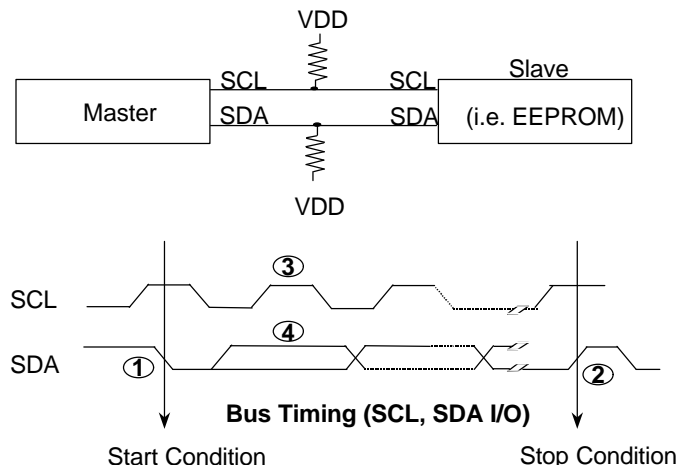 VDD
Slave
SCL SCL
Master
SDA SDA
(i.e. EEPROM)
VDD
3
SCL
4
SDA
1
2
Bus Timing (SCL, SDA I/O)
Start Condition Stop Condition